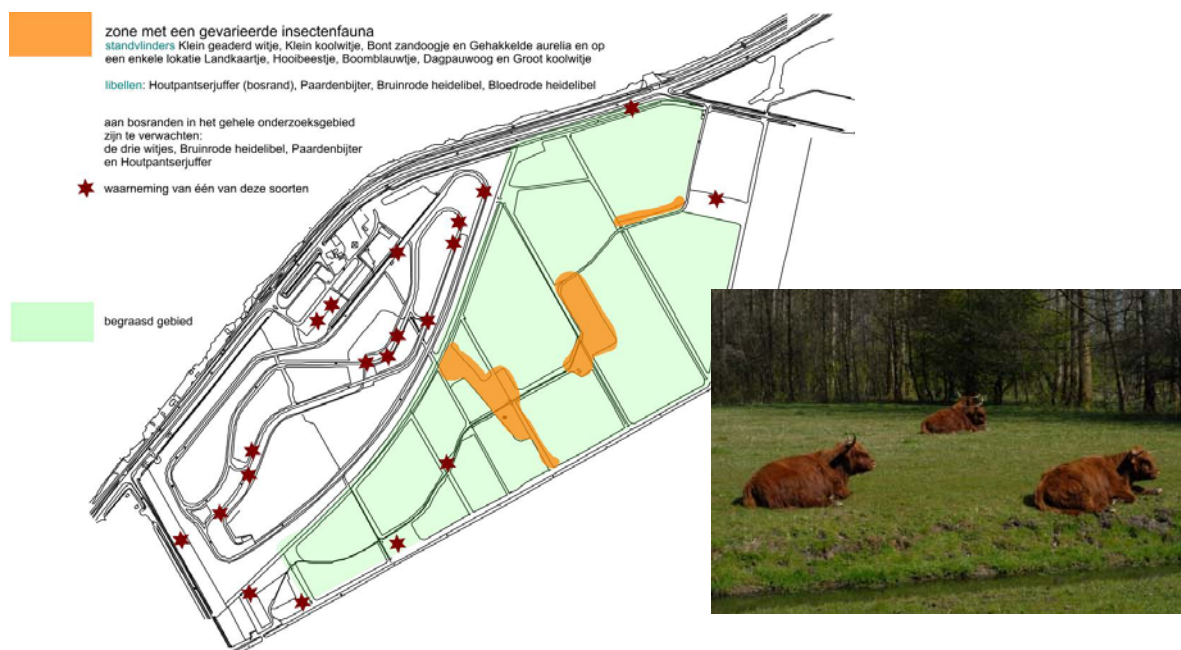 zone met een gevarieerde insectenfauna
standvlinders Klein geaderd witje, Klein koolwitje, Bont zandoogje en Gehakkelde aurelia en op
een enkele lokatie Landkaartje, Hooibeestje, Boomblauwtje, Dagpauwoog en Groot koolwitje
libellen: Houtpantserjuffer (bosrand), Paardenbijter, Bruinrode heidelibel, Bloedrode heidelibel
aan bosranden in het gehele onderzoeksgebied
zijn te verwachten:
de drie witjes, Bruinrode heidelibel, Paardenbijter
en Houtpantserjuffer
waarneming van één van deze soorten
begraasd gebied